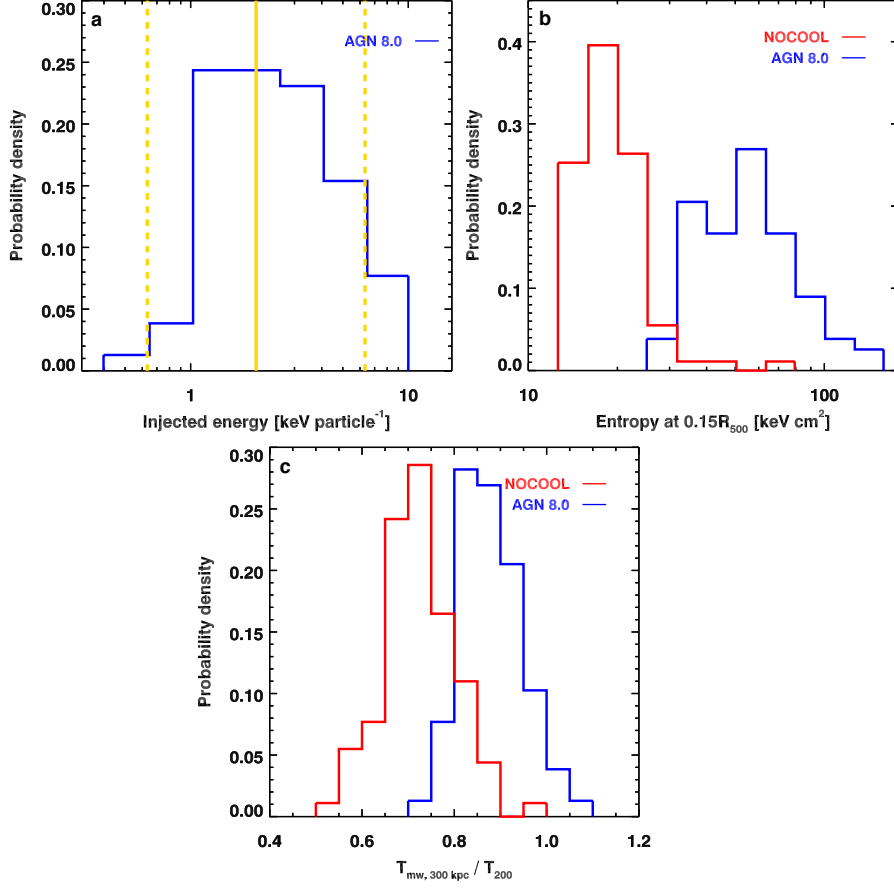 a
AGN 8.0
0.30
0.25
0.20
0.15
0.10
0.05
0.00
Probability density
1
10
Injected energy [keV particle⁻¹]
b
NOCOOL
AGN 8.0
0.4
0.3
0.2
0.1
0.0
Probability density
10
100
Entropy at 0.15R₅₀₀ [keV cm²]
c
NOCOOL
AGN 8.0
0.30
0.25
0.20
0.15
0.10
0.05
0.00
Probability density
0.4
0.6
0.8
1.0
1.2
Tmw, 300 kpc / T₂₀₀